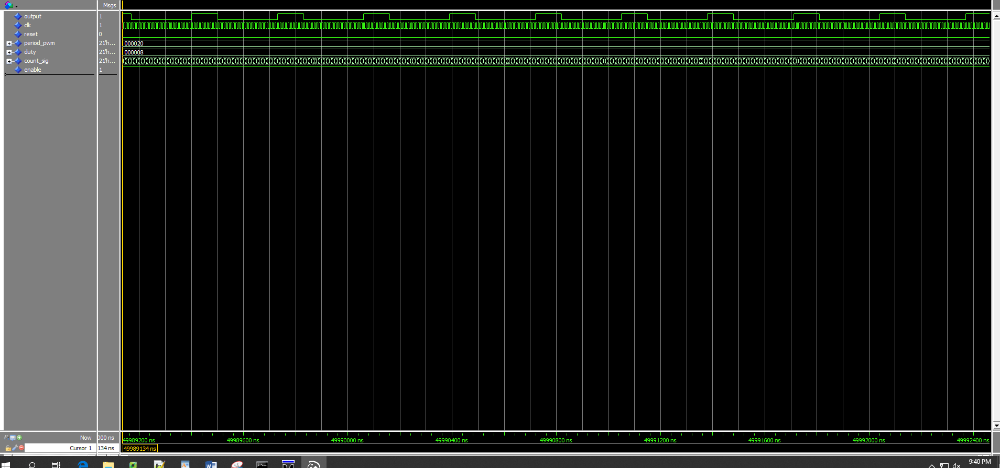 Msgs
output 1
clk 1
reset 0
period_pwm 21'h... 000020
duty 21'h... 000008
count_sig 21'h...
enable 1
Now 000 ns 49989200 ns 49989600 ns 49990000 ns 49990400 ns 49990800 ns 49991200 ns 49991600 ns 49992000 ns 49992400 ns
Cursor 1 134 ns 49989134 ns
9:40 PM